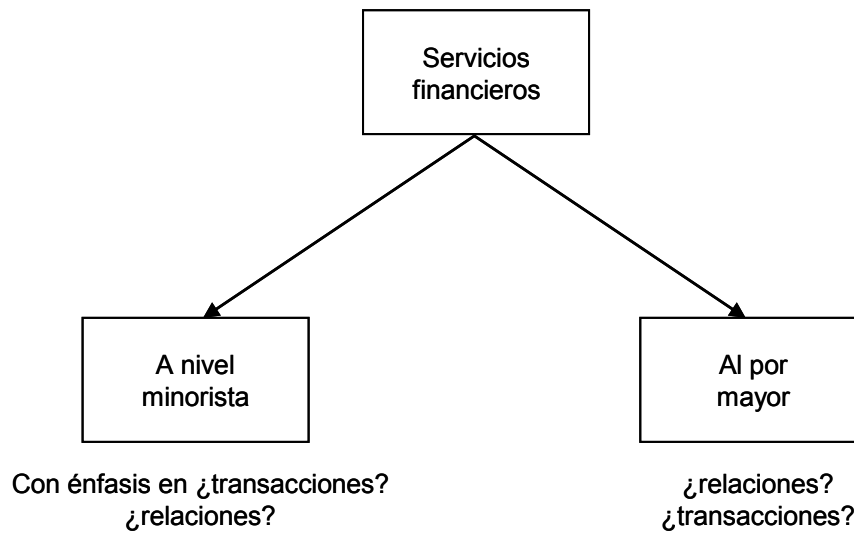 Servicios
financieros
A nivel
minorista
Al por
mayor
Con énfasis en ¿transacciones?
¿relaciones?
¿relaciones?
¿transacciones?